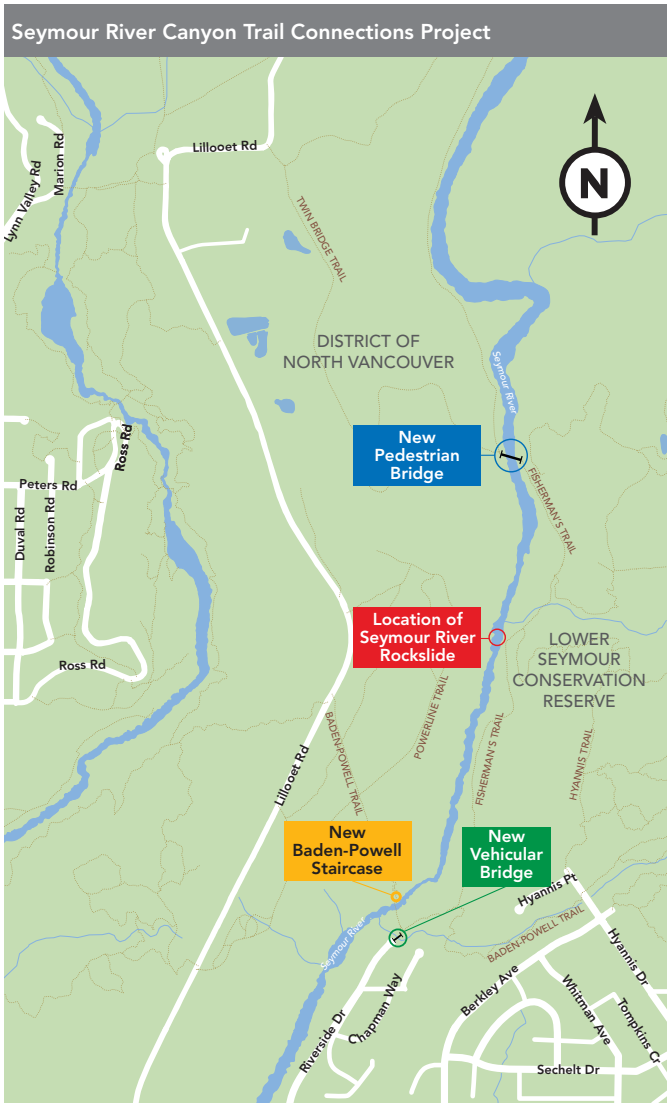 Seymour River Canyon Trail Connections Project
Lillooet Rd
Marion Rd
Lynn Valley Rd
N
TWIN BRIDGE TRAIL
DISTRICT OF
NORTH VANCOUVER
Seymour River
New
Pedestrian
Bridge
Ross Rd
Peters Rd
Duval Rd
Robinson Rd
FISHERMAN'S TRAIL
Location of
Seymour River
Rockslide
LOWER
SEYMOUR
CONSERVATION
RESERVE
Ross Rd
POWERLINE TRAIL
BADEN-POWELL TRAIL
FISHERMAN'S TRAIL
HYANNIS TRAIL
Lillooet Rd
New
Baden-Powell
Staircase
New
Vehicular
Bridge
Hyannis Pt
Seymour River
BADEN-POWELL TRAIL
Hyannis Dr
Berkley Ave
Whitman Ave
Chapman Way
Riverside Dr
Tompkins Cr
Sechelt Dr